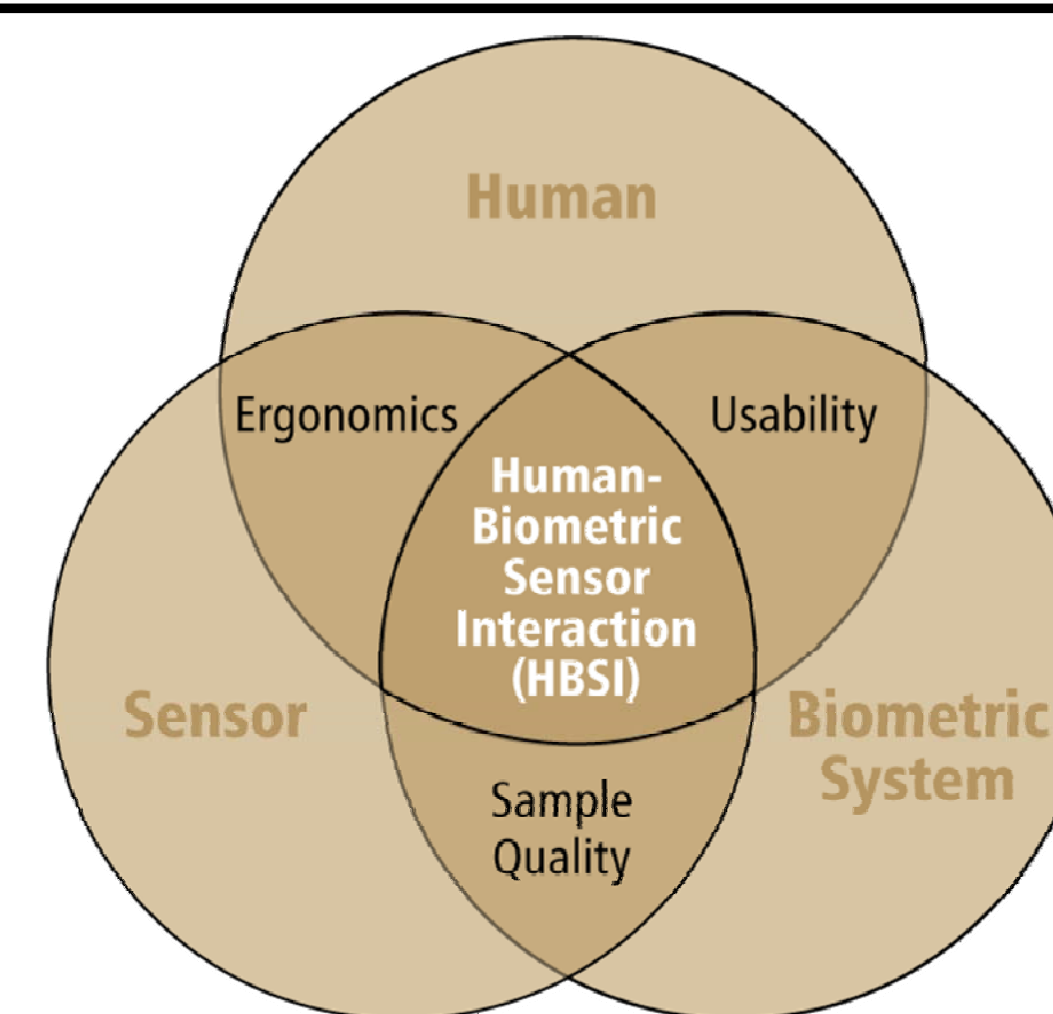 Human
Ergonomics
Usability
Human-
Biometric
Sensor
Interaction
(HBSI)
Sensor
Biometric
System
Sample
Quality